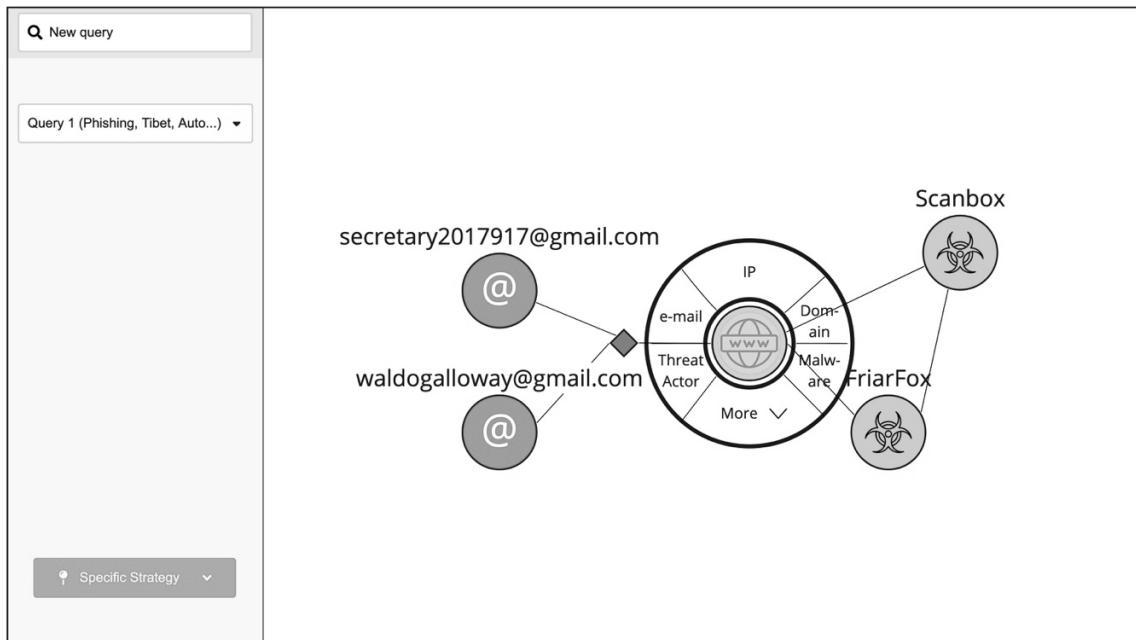 New query
Query 1 (Phishing, Tibet, Auto...)
Scanbox
secretary2017917@gmail.com
@
IP
e-mail
Dom-
ain
www
Threat
Actor
Malw-
are
waldogalloway@gmail.com
FriarFox
@
More
Specific Strategy